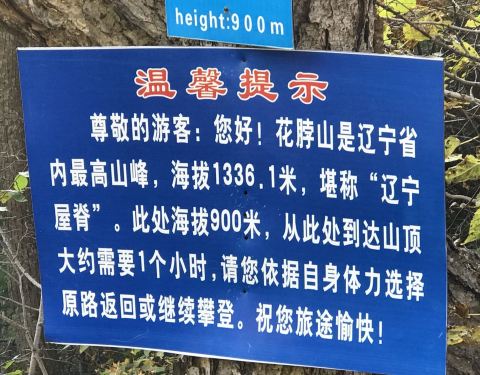 height:900m
温馨提示
尊敬的游客：您好！花脖山是辽宁省
内最高山峰，海拔1336.1米，堪称“辽宁
屋脊”。此处海拔900米，从此处到达山顶
大约需要1个小时,请您依据自身体力选择
原路返回或继续攀登。祝您旅途愉快！